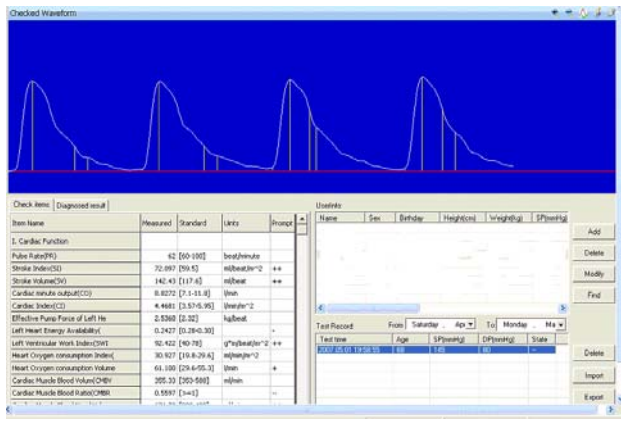 Checked Waveform
Check items Diagnosed result
Item Name Measured Standard Units Prompt
I. Cardiac Function
Pulse Rate(PR) 62 [60-100] beat/minute
Stroke Index(SI) 72.097 [59.5] ml/beat/m^2 ++
Stroke Volume(SV) 142.43 [117.6] ml/beat ++
Cardiac minute output(CO) 8.8272 [7.1-11.8] l/min
Cardiac Index(CI) 4.4681 [3.57-5.95] l/min/m^2
Effective Pump Force of Left He 2.5368 [2.32] kg/beat
Left Heart Energy Availability( 0.2427 [0.28-0.30] -
Left Ventricular Work Index(SWI 92.422 [40-78] g*m/beat/m^2 ++
Heart Oxygen consumption Index( 30.927 [19.8-29.6] ml/min/m^2
Heart Oxygen consumption Volume 61.100 [29.6-55.3] l/min +
Cardiac Muscle Blood Volum(CMBV 355.33 [353-588] ml/min
Cardiac Muscle Blood Ratio(CMBR 0.5597 [>=1] --
UserInfo:
Name Sex Birthday Height(cm) Weight(kg) SP(mmHg)
Add
Delete
Modify
Find
Test Record: From Saturday , Apr To Monday , Ma
Test time Age SP(mmHg) DP(mmHg) State
2007.05.01 19:58:55 68 145 80 --
Delete
Import
Export